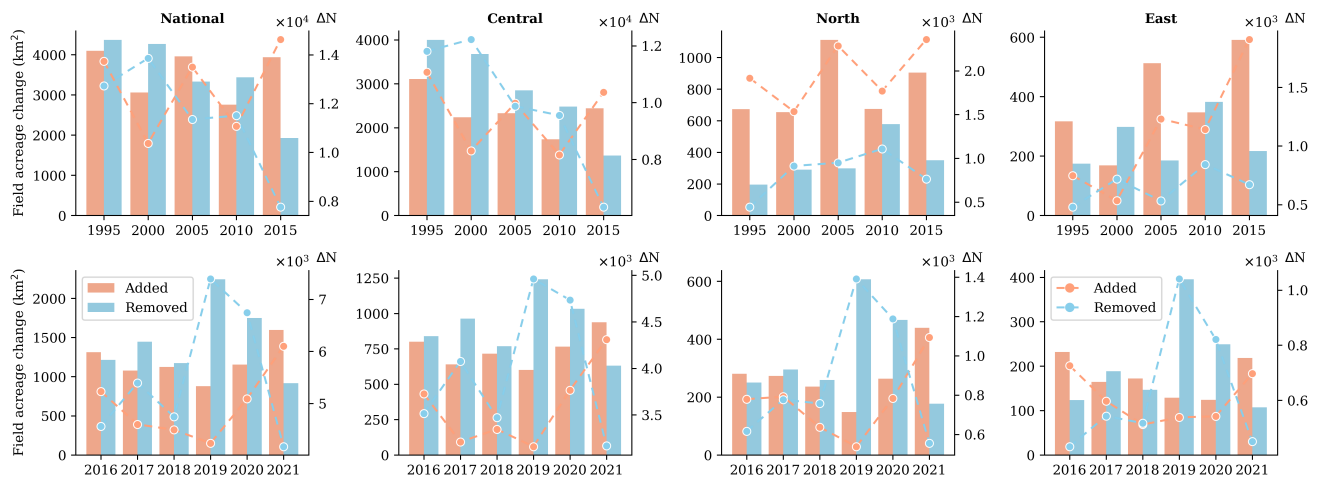 National
×10⁴ ΔN
Field acreage change (km²)
4000
3000
2000
1000
0
1.4
1.2
1.0
0.8
1995 2000 2005 2010 2015
Central
×10⁴ ΔN
4000
3000
2000
1000
0
1.2
1.0
0.8
1995 2000 2005 2010 2015
North
×10³ ΔN
1000
800
600
400
200
0
2.0
1.5
1.0
0.5
1995 2000 2005 2010 2015
East
×10³ ΔN
600
400
200
0
1.5
1.0
0.5
1995 2000 2005 2010 2015
×10³ ΔN
Field acreage change (km²)
2000
1500
1000
500
0
Added
Removed
7
6
5
2016 2017 2018 2019 2020 2021
×10³ ΔN
1250
1000
750
500
250
0
5.0
4.5
4.0
3.5
2016 2017 2018 2019 2020 2021
×10³ ΔN
600
400
200
0
1.4
1.2
1.0
0.8
0.6
2016 2017 2018 2019 2020 2021
×10³ ΔN
400
300
200
100
0
Added
Removed
1.0
0.8
0.6
2016 2017 2018 2019 2020 2021